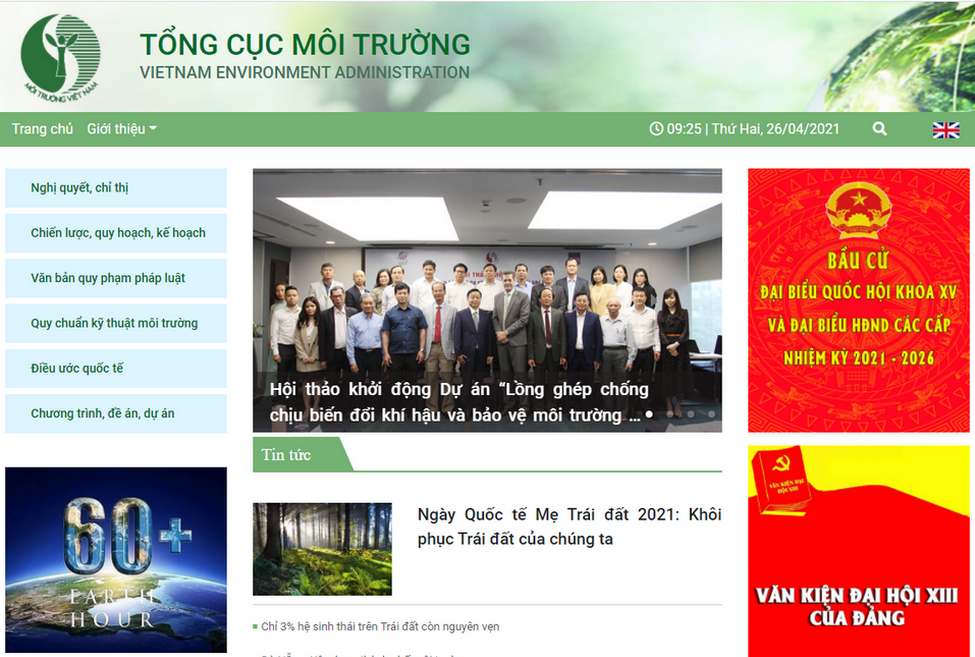 MÔI TRƯỜNG VIỆT NAM
TỔNG CỤC MÔI TRƯỜNG
VIETNAM ENVIRONMENT ADMINISTRATION
Trang chủ Giới thiệu
09:25 | Thứ Hai, 26/04/2021
Nghị quyết, chỉ thị
Chiến lược, quy hoạch, kế hoạch
Văn bản quy phạm pháp luật
Quy chuẩn kỹ thuật môi trường
Điều ước quốc tế
Chương trình, đề án, dự án
60+
EARTH
HOUR
Hội thảo khởi động Dự án “Lồng ghép chống
chịu biến đổi khí hậu và bảo vệ môi trường ...
Tin tức
Ngày Quốc tế Mẹ Trái đất 2021: Khôi
phục Trái đất của chúng ta
Chỉ 3% hệ sinh thái trên Trái đất còn nguyên vẹn
BẦU CỬ
ĐẠI BIỂU QUỐC HỘI KHÓA XV
VÀ ĐẠI BIỂU HĐND CÁC CẤP
NHIỆM KỲ 2021 - 2026
VĂN KIỆN ĐẠI
HỘI XIII
VĂN KIỆN ĐẠI HỘI XIII
CỦA ĐẢNG